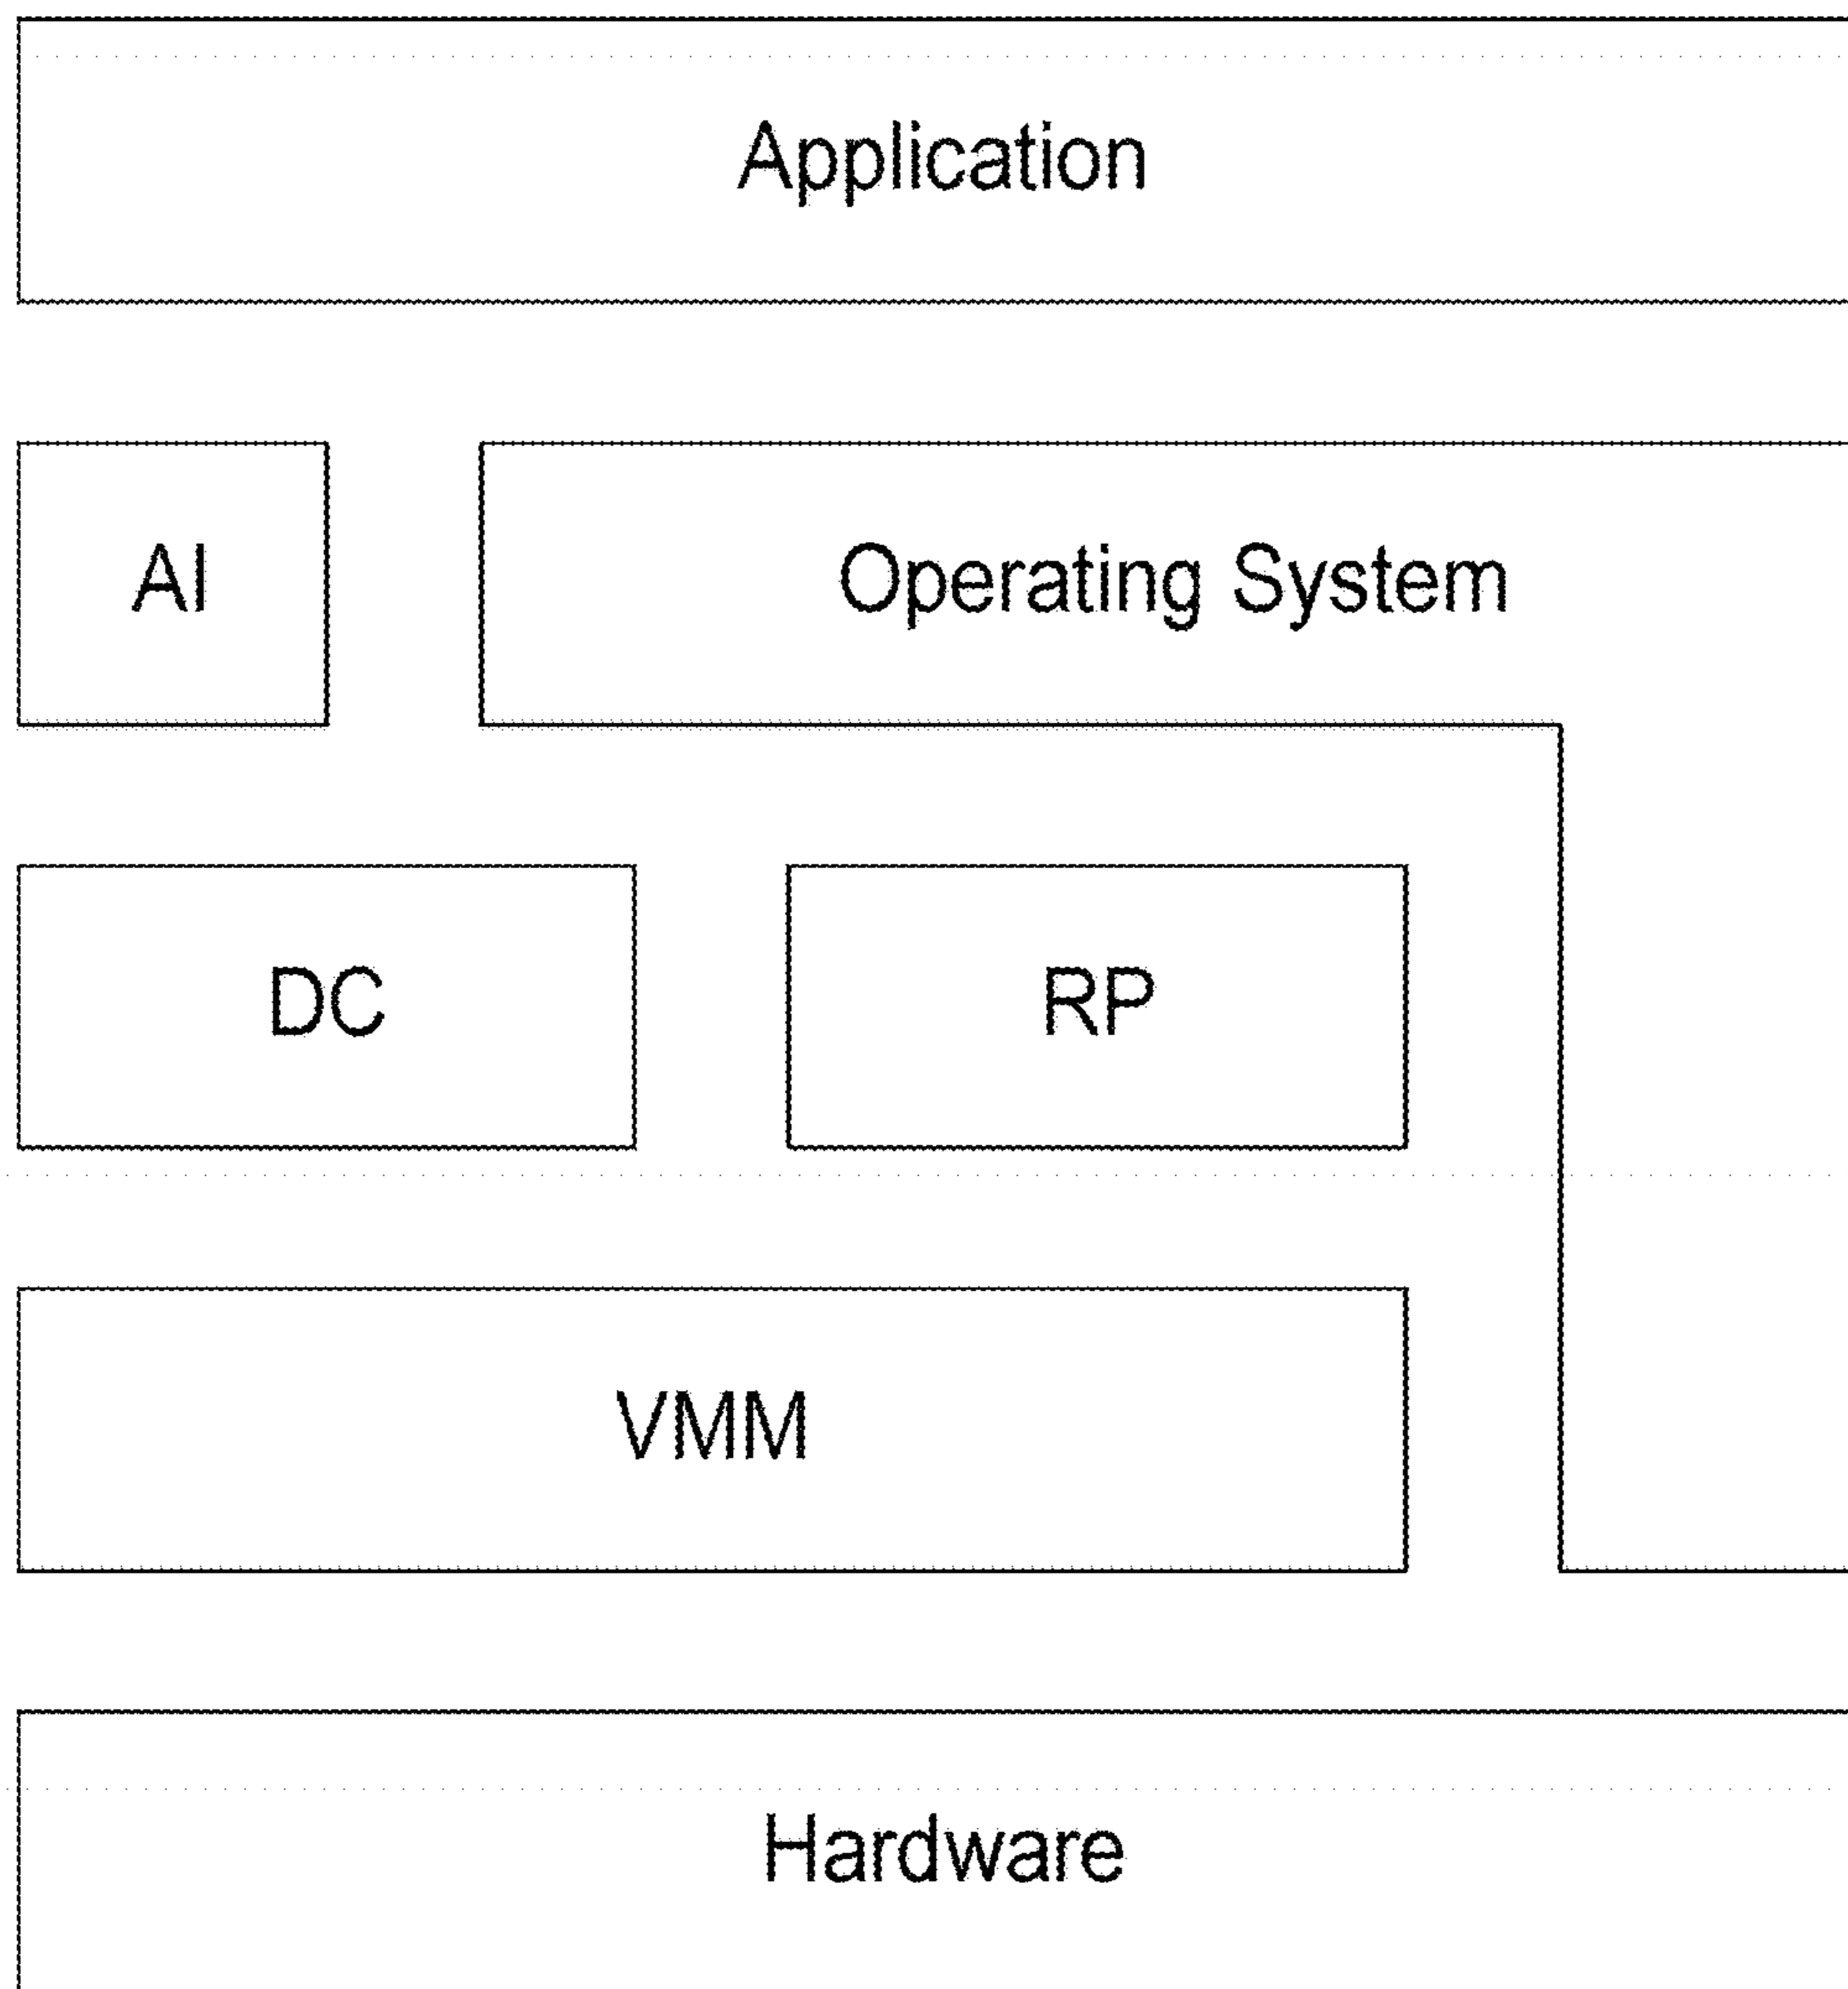 Application
AI
Operating System
DC
RP
VMM
Hardware